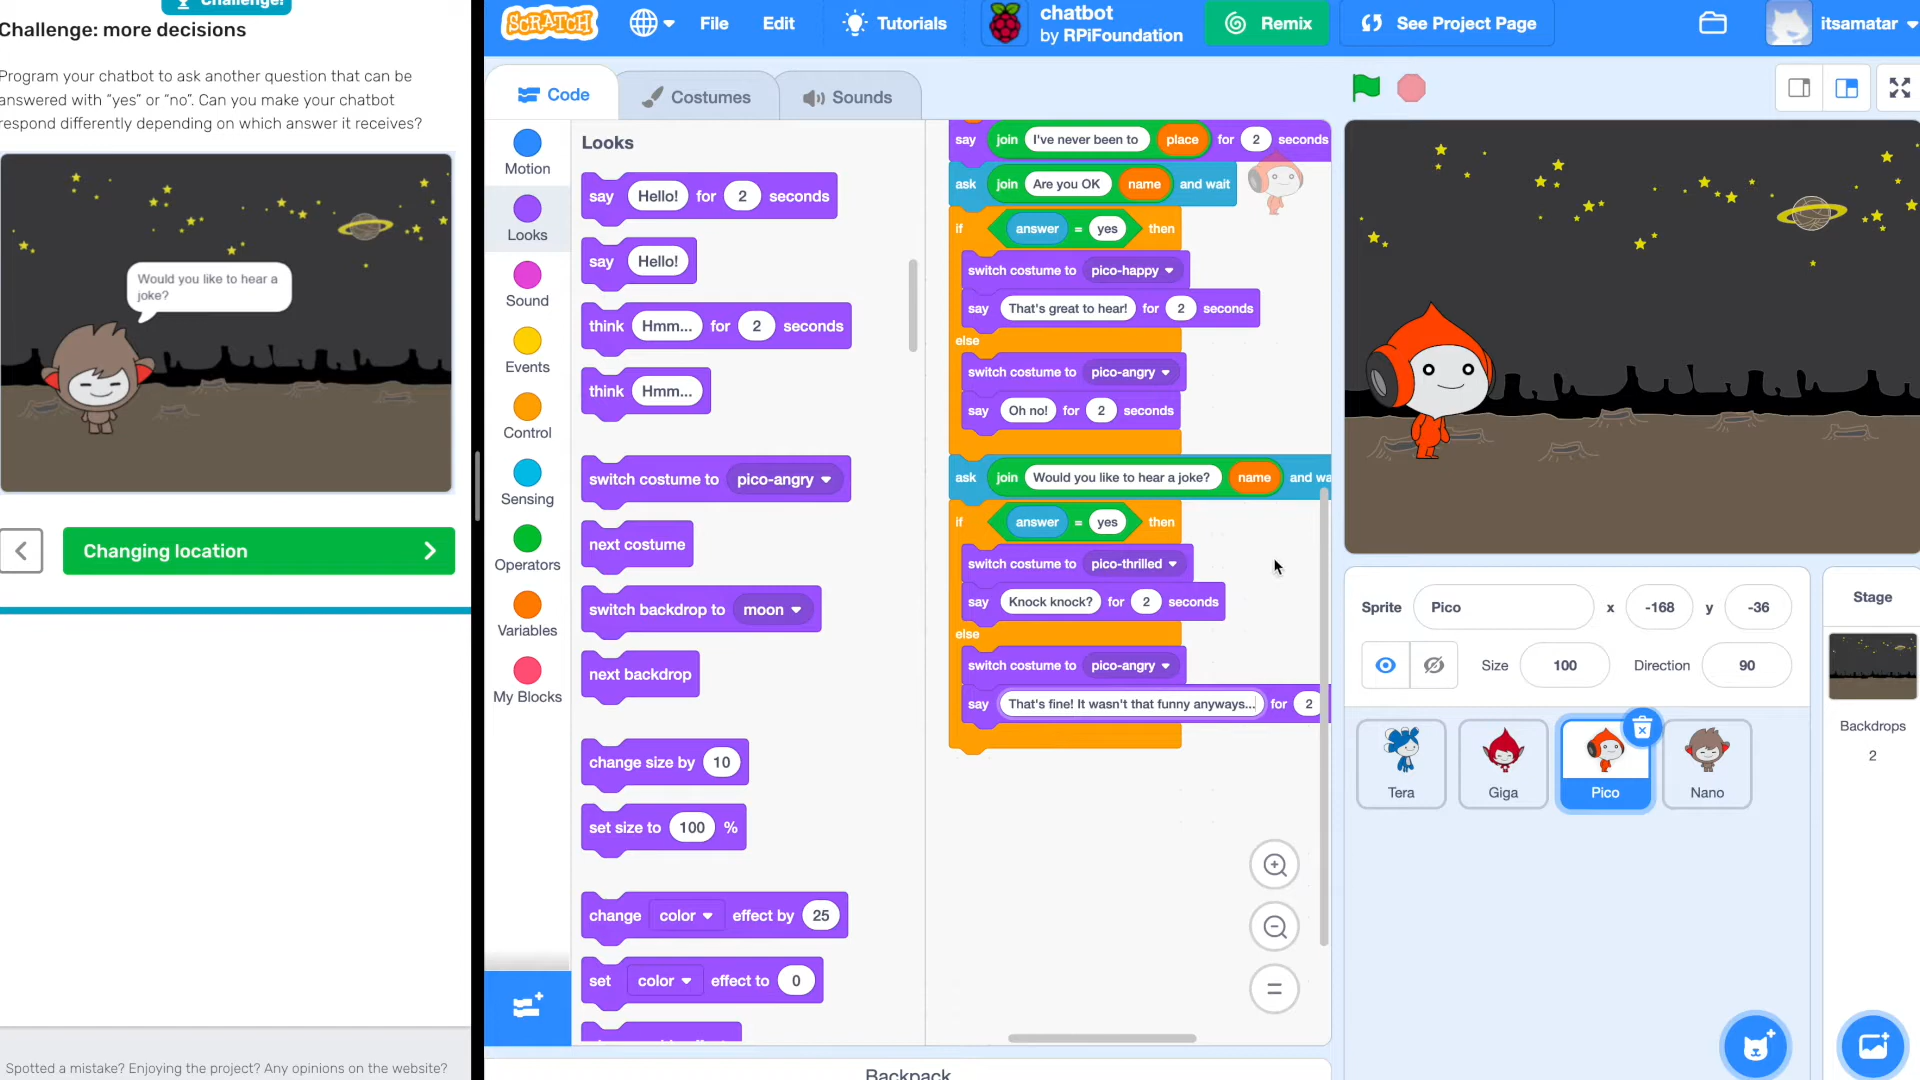 Challenge!
Challenge: more decisions
Program your chatbot to ask another question that can be
answered with “yes” or “no”. Can you make your chatbot
respond differently depending on which answer it receives?
Would you like to hear a
joke?
Changing location
Spotted a mistake? Enjoying the project? Any opinions on the website?
SCRATCH
File
Edit
Tutorials
chatbot
by RPiFoundation
Remix
See Project Page
itsamatar
Code
Costumes
Sounds
Motion
Looks
Sound
Events
Control
Sensing
Operators
Variables
My Blocks
Looks
say Hello! for 2 seconds
say Hello!
think Hmm... for 2 seconds
think Hmm...
switch costume to pico-angry
next costume
switch backdrop to moon
next backdrop
change size by 10
set size to 100 %
change color effect by 25
set color effect to 0
say join I've never been to place for 2 seconds
ask join Are you OK name and wait
if answer = yes then
switch costume to pico-happy
say That's great to hear! for 2 seconds
else
switch costume to pico-angry
say Oh no! for 2 seconds
ask join Would you like to hear a joke? name and wa
if answer = yes then
switch costume to pico-thrilled
say Knock knock? for 2 seconds
else
switch costume to pico-angry
say That's fine! It wasn't that funny anyways... for 2
Backpack
Sprite Pico x -168 y -36
Size 100 Direction 90
Tera
Giga
Pico
Nano
Stage
Backdrops
2